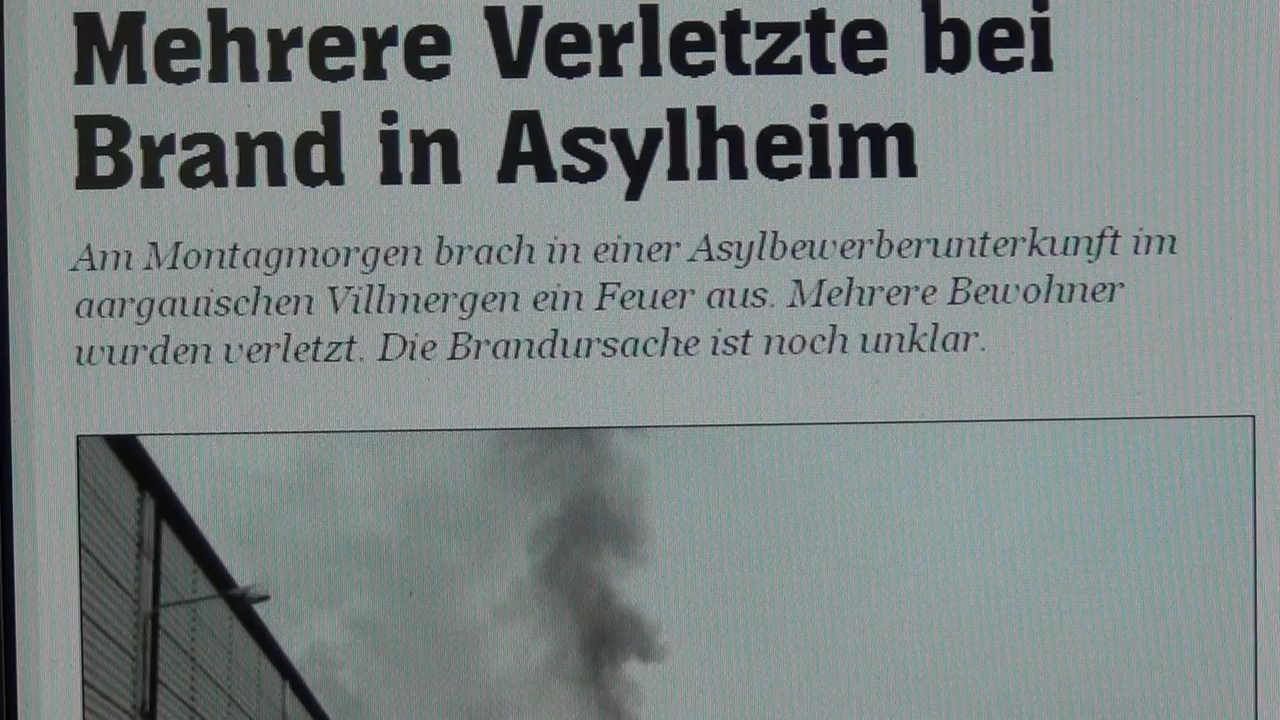 Mehrere Verletzte bei
Brand in Asylheim
Am Montagmorgen brach in einer Asylbewerberunterkunft im
aargauischen Villmergen ein Feuer aus. Mehrere Bewohner
wurden verletzt. Die Brandursache ist noch unklar.